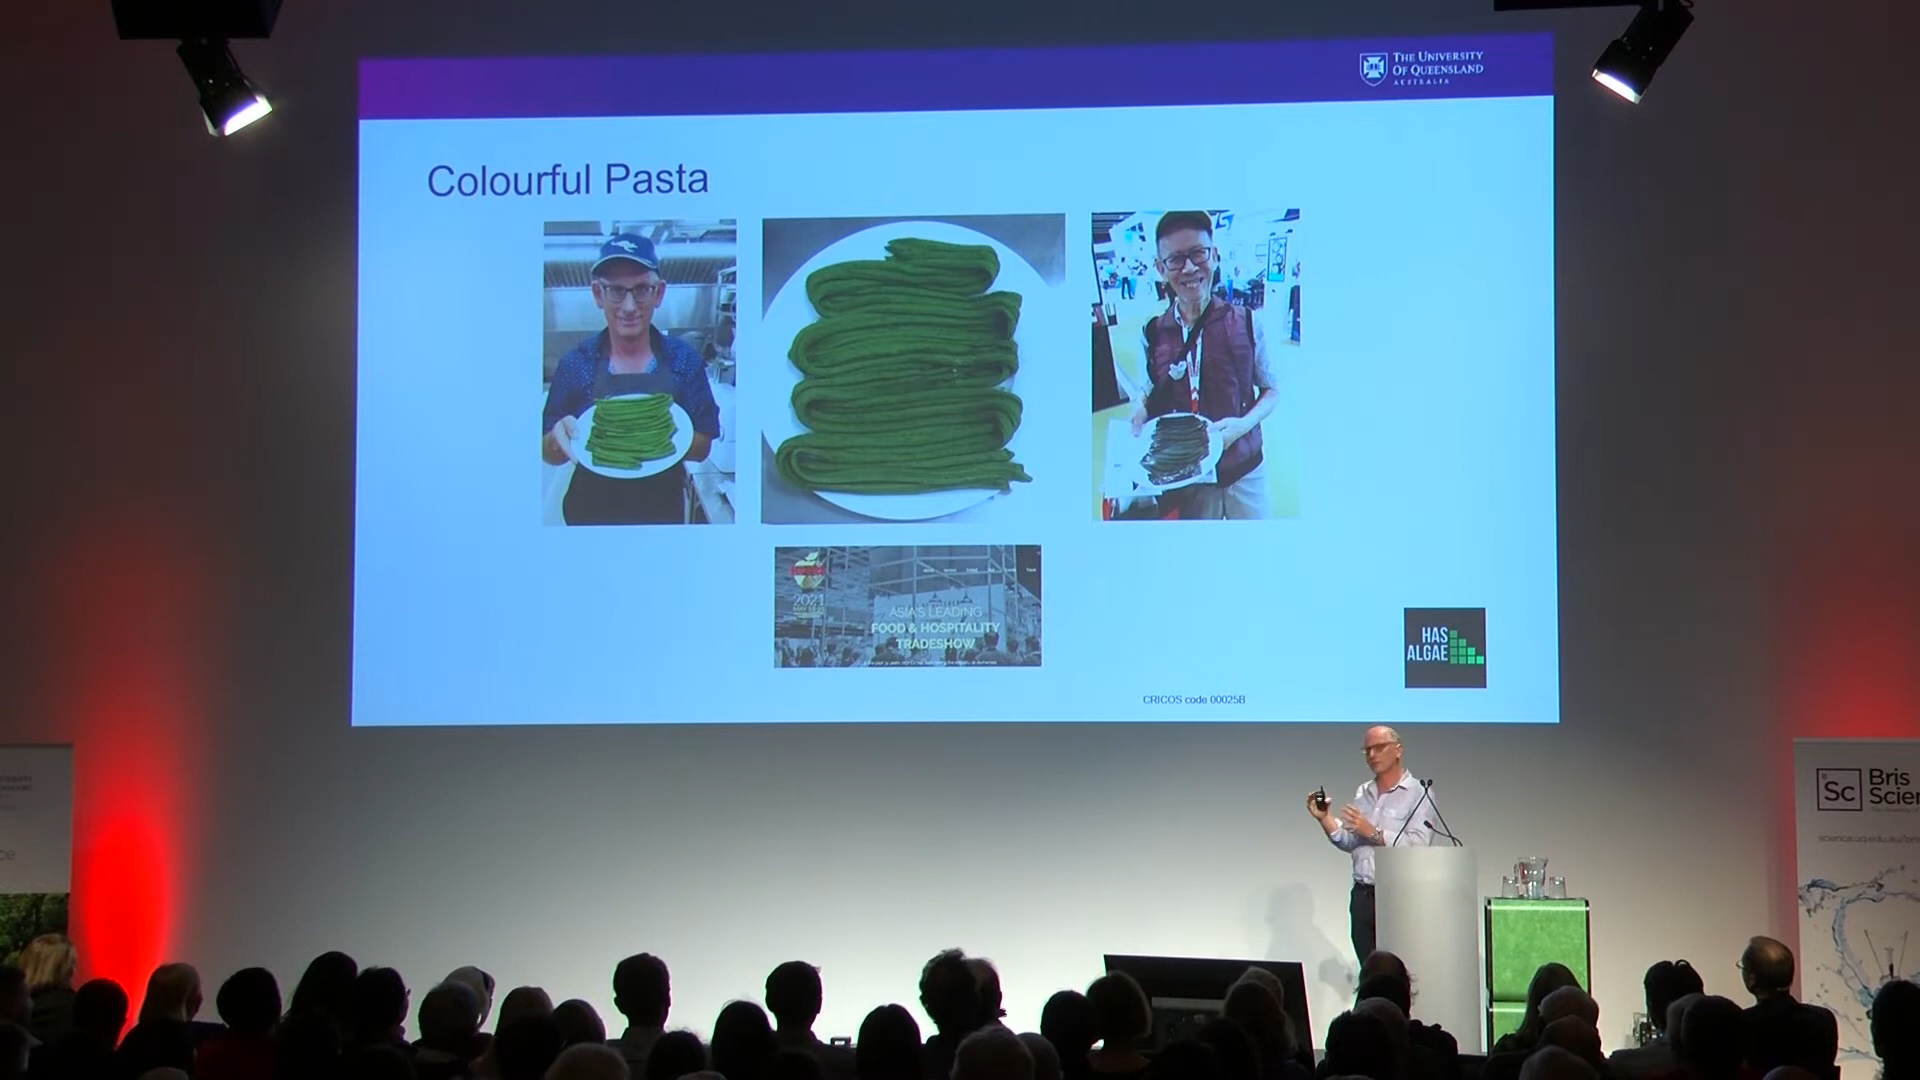 THE UNIVERSITY
OF QUEENSLAND
AUSTRALIA
Colourful Pasta
2021
ASIA'S LEADING
FOOD & HOSPITALITY
TRADESHOW
HAS
ALGAE
CRICOS code 00025B
Sc
Bris